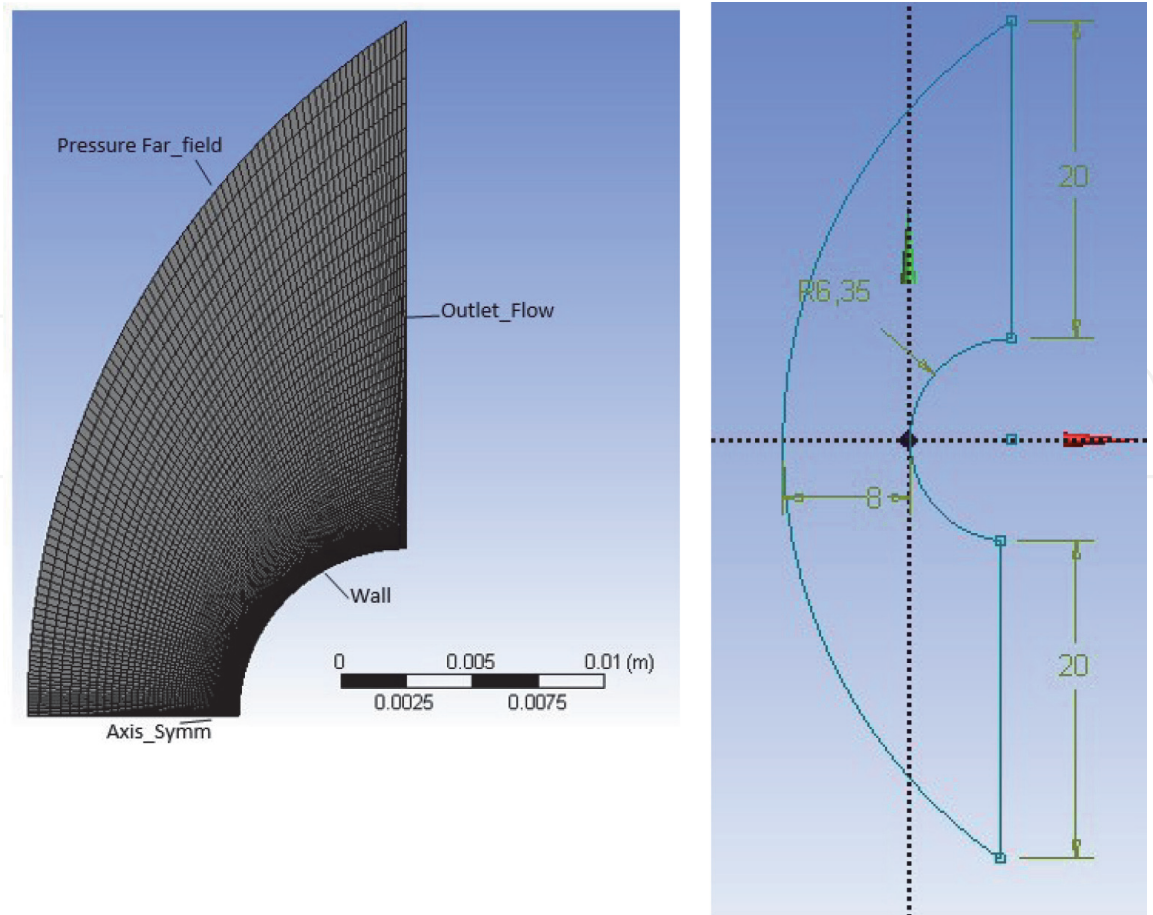 Pressure Far_field
Outlet_Flow
Wall
0 0.005 0.01 (m)
0.0025 0.0075
Axis_Symm
20
R6,35
8
20